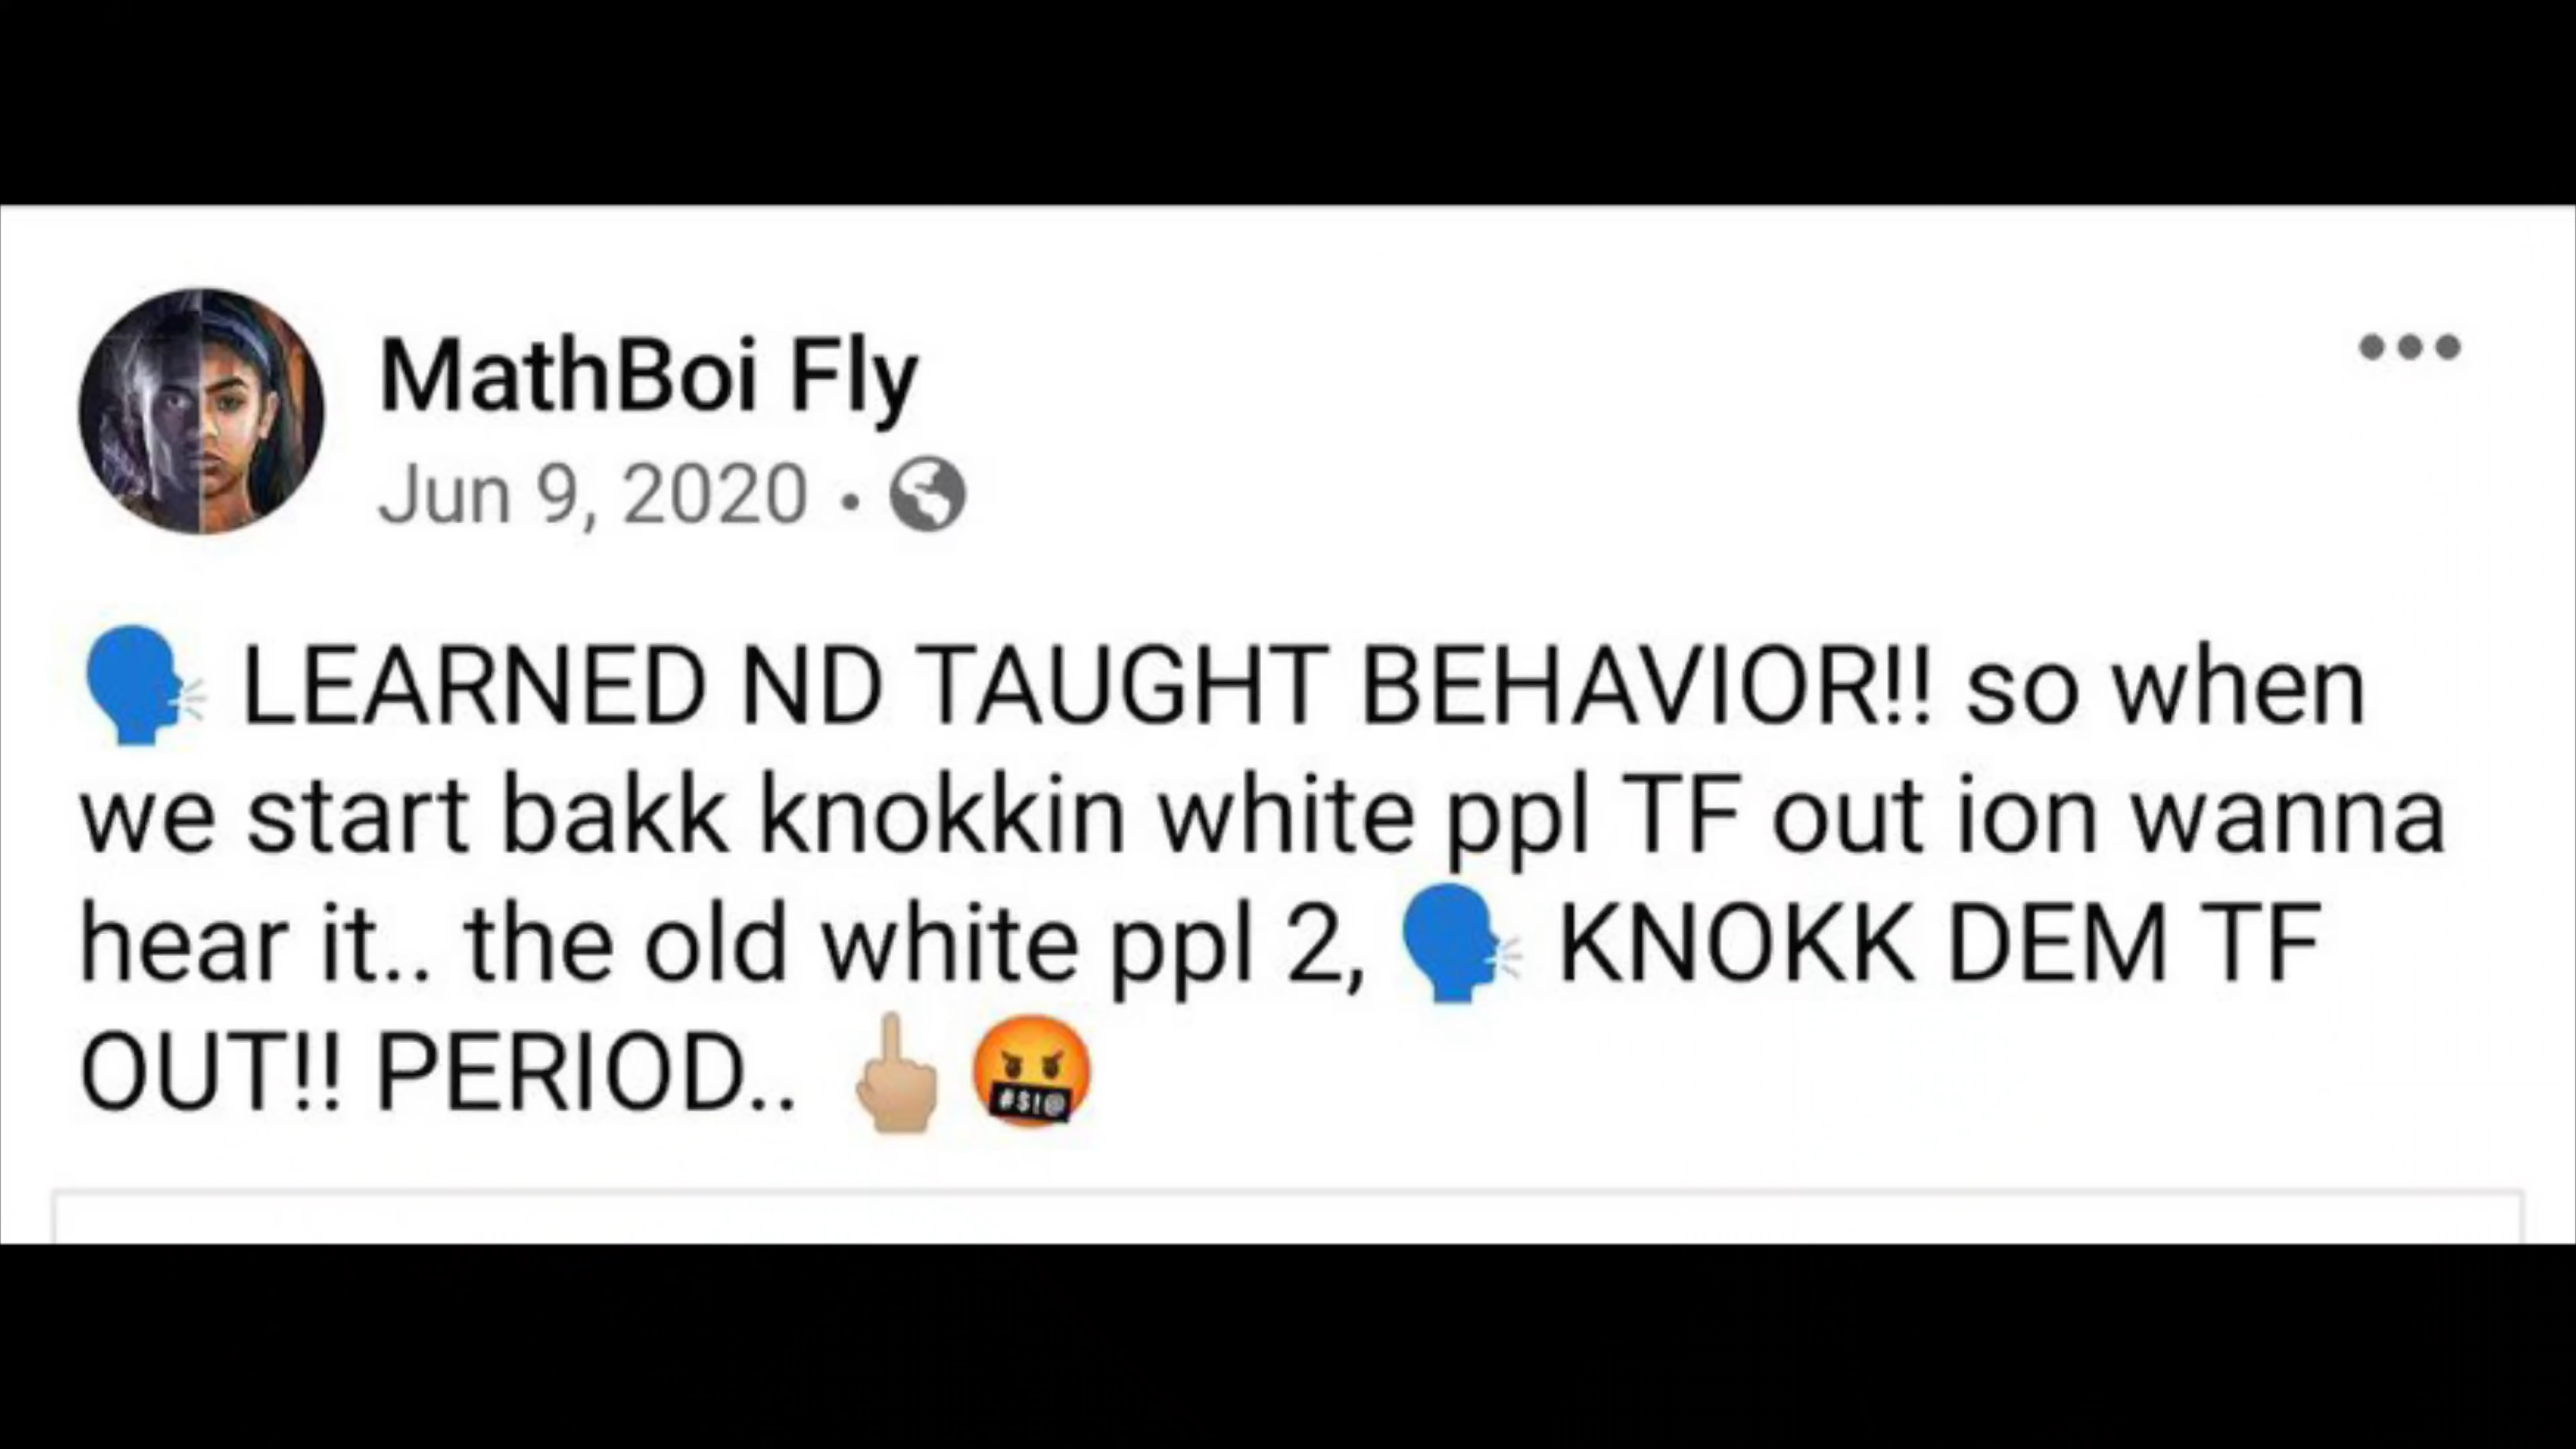 MathBoi Fly
Jun 9, 2020 •
🗣 LEARNED ND TAUGHT BEHAVIOR!! so when
we start bakk knokkin white ppl TF out ion wanna
hear it.. the old white ppl 2, 🗣 KNOKK DEM TF
OUT!! PERIOD.. 🖕🏼🤬